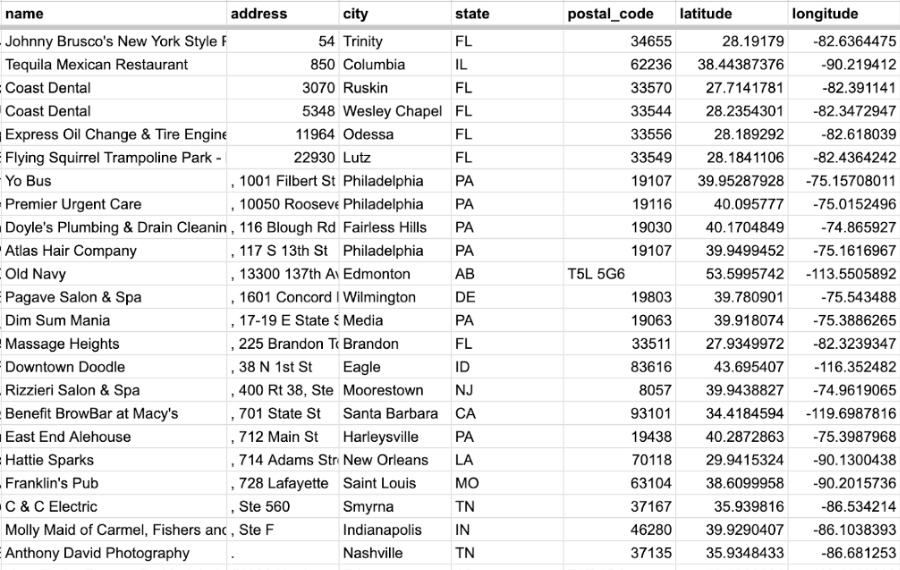 name address city state postal_code latitude longitude
Johnny Brusco's New York Style 54 Trinity FL 34655 28.19179 -82.6364475
Tequila Mexican Restaurant 850 Columbia IL 62236 38.44387376 -90.219412
Coast Dental 3070 Ruskin FL 33570 27.7141781 -82.391141
Coast Dental 5348 Wesley Chapel FL 33544 28.2354301 -82.3472947
Express Oil Change & Tire Engine 11964 Odessa FL 33556 28.189292 -82.618039
Flying Squirrel Trampoline Park - 22930 Lutz FL 33549 28.1841106 -82.4364242
Yo Bus , 1001 Filbert St Philadelphia PA 19107 39.95287928 -75.15708011
Premier Urgent Care , 10050 Rooseve Philadelphia PA 19116 40.095777 -75.0152496
Doyle's Plumbing & Drain Cleanin , 116 Blough Rd Fairless Hills PA 19030 40.1704849 -74.865927
Atlas Hair Company , 117 S 13th St Philadelphia PA 19107 39.9499452 -75.1616967
Old Navy , 13300 137th Av Edmonton AB T5L 5G6 53.5995742 -113.5505892
Pagave Salon & Spa , 1601 Concord Wilmington DE 19803 39.780901 -75.543488
Dim Sum Mania , 17-19 E State Media PA 19063 39.918074 -75.3886265
Massage Heights , 225 Brandon To Brandon FL 33511 27.9349972 -82.3239347
Downtown Doodle , 38 N 1st St Eagle ID 83616 43.695407 -116.352482
Rizzieri Salon & Spa , 400 Rt 38, Ste Moorestown NJ 8057 39.9438827 -74.9619065
Benefit BrowBar at Macy's , 701 State St Santa Barbara CA 93101 34.4184594 -119.6987816
East End Alehouse , 712 Main St Harleysville PA 19438 40.2872863 -75.3987968
Hattie Sparks , 714 Adams Str New Orleans LA 70118 29.9415324 -90.1300438
Franklin's Pub , 728 Lafayette Saint Louis MO 63104 38.6099958 -90.2015736
C & C Electric , Ste 560 Smyrna TN 37167 35.939816 -86.534214
Molly Maid of Carmel, Fishers and , Ste F Indianapolis IN 46280 39.9290407 -86.1038393
Anthony David Photography . Nashville TN 37135 35.9348433 -86.681253